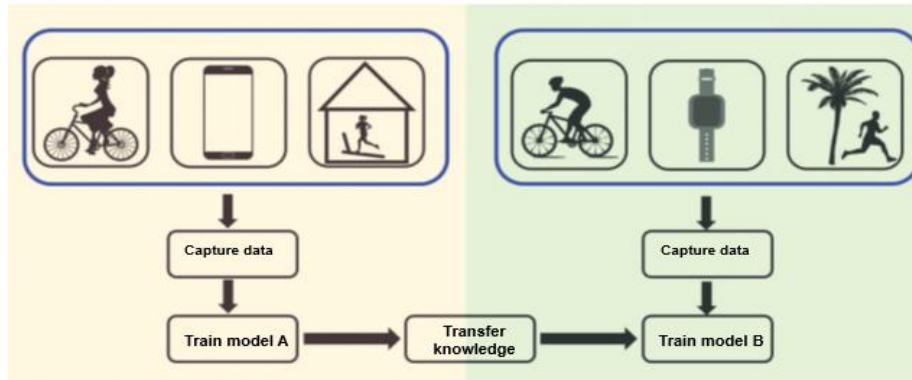 Capture data
Capture data
Train model A
Transfer
knowledge
Train model B